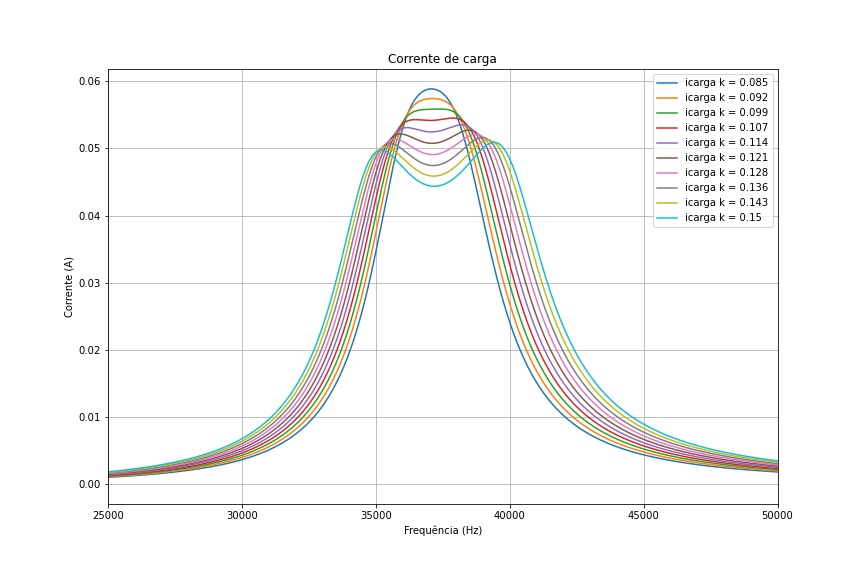 Corrente de carga
Corrente (A)
0.06
0.05
0.04
0.03
0.02
0.01
0.00
25000
30000
35000
40000
45000
50000
Frequência (Hz)
icarga k = 0.085
icarga k = 0.092
icarga k = 0.099
icarga k = 0.107
icarga k = 0.114
icarga k = 0.121
icarga k = 0.128
icarga k = 0.136
icarga k = 0.143
icarga k = 0.15